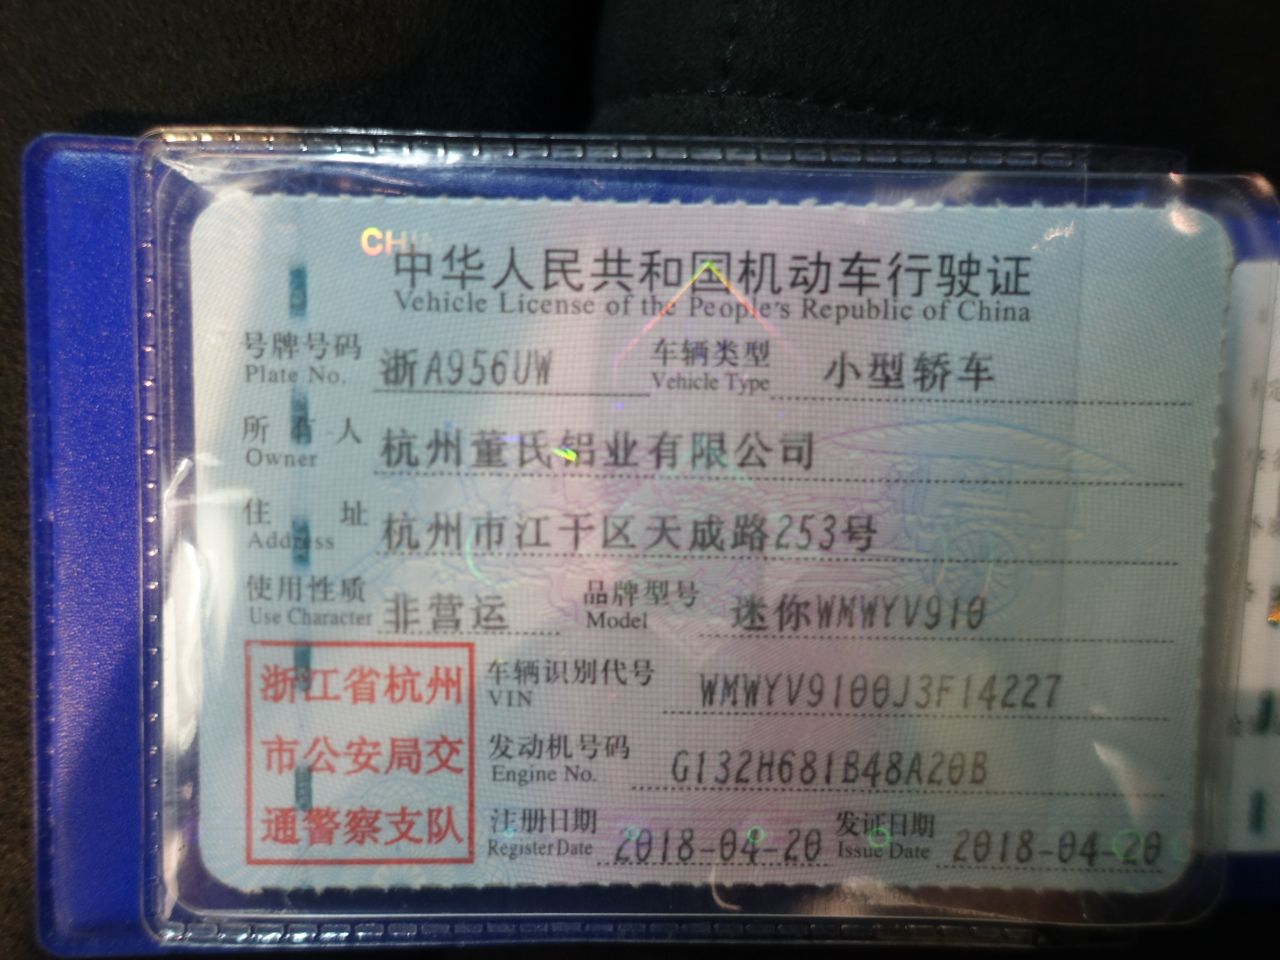 中华人民共和国机动车行驶证
Vehicle License of the People's Republic of China
号牌号码 浙A956UW 车辆类型 小型轿车
Plate No. Vehicle Type
所有人 杭州董氏铝业有限公司
Owner
住址 杭州市江干区天成路253号
Address
使用性质 非营运 品牌型号 迷你WMWYV910
Use Character Model
浙江省杭州
市公安局交
通警察支队
车辆识别代号 WMWYV9100J3F14227
VIN
发动机号码 G132H681B48A20B
Engine No.
注册日期 2018-04-20 发证日期 2018-04-20
Register Date Issue Date